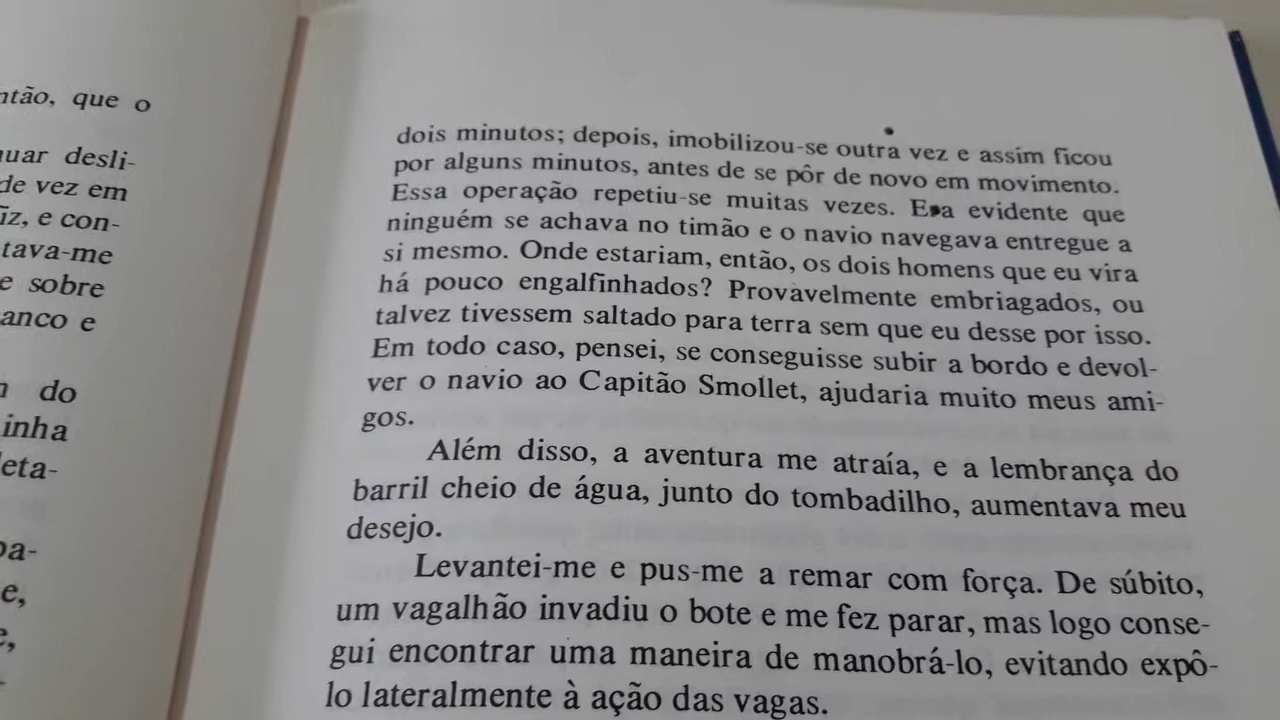 ntão, que o
uar desli-
de vez em
iz, e con-
tava-me
e sobre
anco e
do
inha
eta-
e,
dois minutos; depois, imobilizou-se outra vez e assim ficou
por alguns minutos, antes de se pôr de novo em movimento.
Essa operação repetiu-se muitas vezes. Era evidente que
ninguém se achava no timão e o navio navegava entregue a
si mesmo. Onde estariam, então, os dois homens que eu vira
há pouco engalfinhados? Provavelmente embriagados, ou
talvez tivessem saltado para terra sem que eu desse por isso.
Em todo caso, pensei, se conseguisse subir a bordo e devol-
ver o navio ao Capitão Smollet, ajudaria muito meus ami-
gos.
Além disso, a aventura me atraía, e a lembrança do
barril cheio de água, junto do tombadilho, aumentava meu
desejo.
Levantei-me e pus-me a remar com força. De súbito,
um vagalhão invadiu o bote e me fez parar, mas logo conse-
gui encontrar uma maneira de manobrá-lo, evitando expô-
lo lateralmente à ação das vagas.